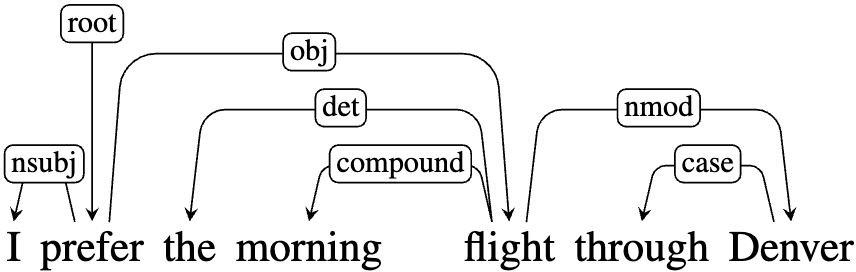 root
obj
det
nmod
nsubj
compound
case
I prefer the morning flight through Denver